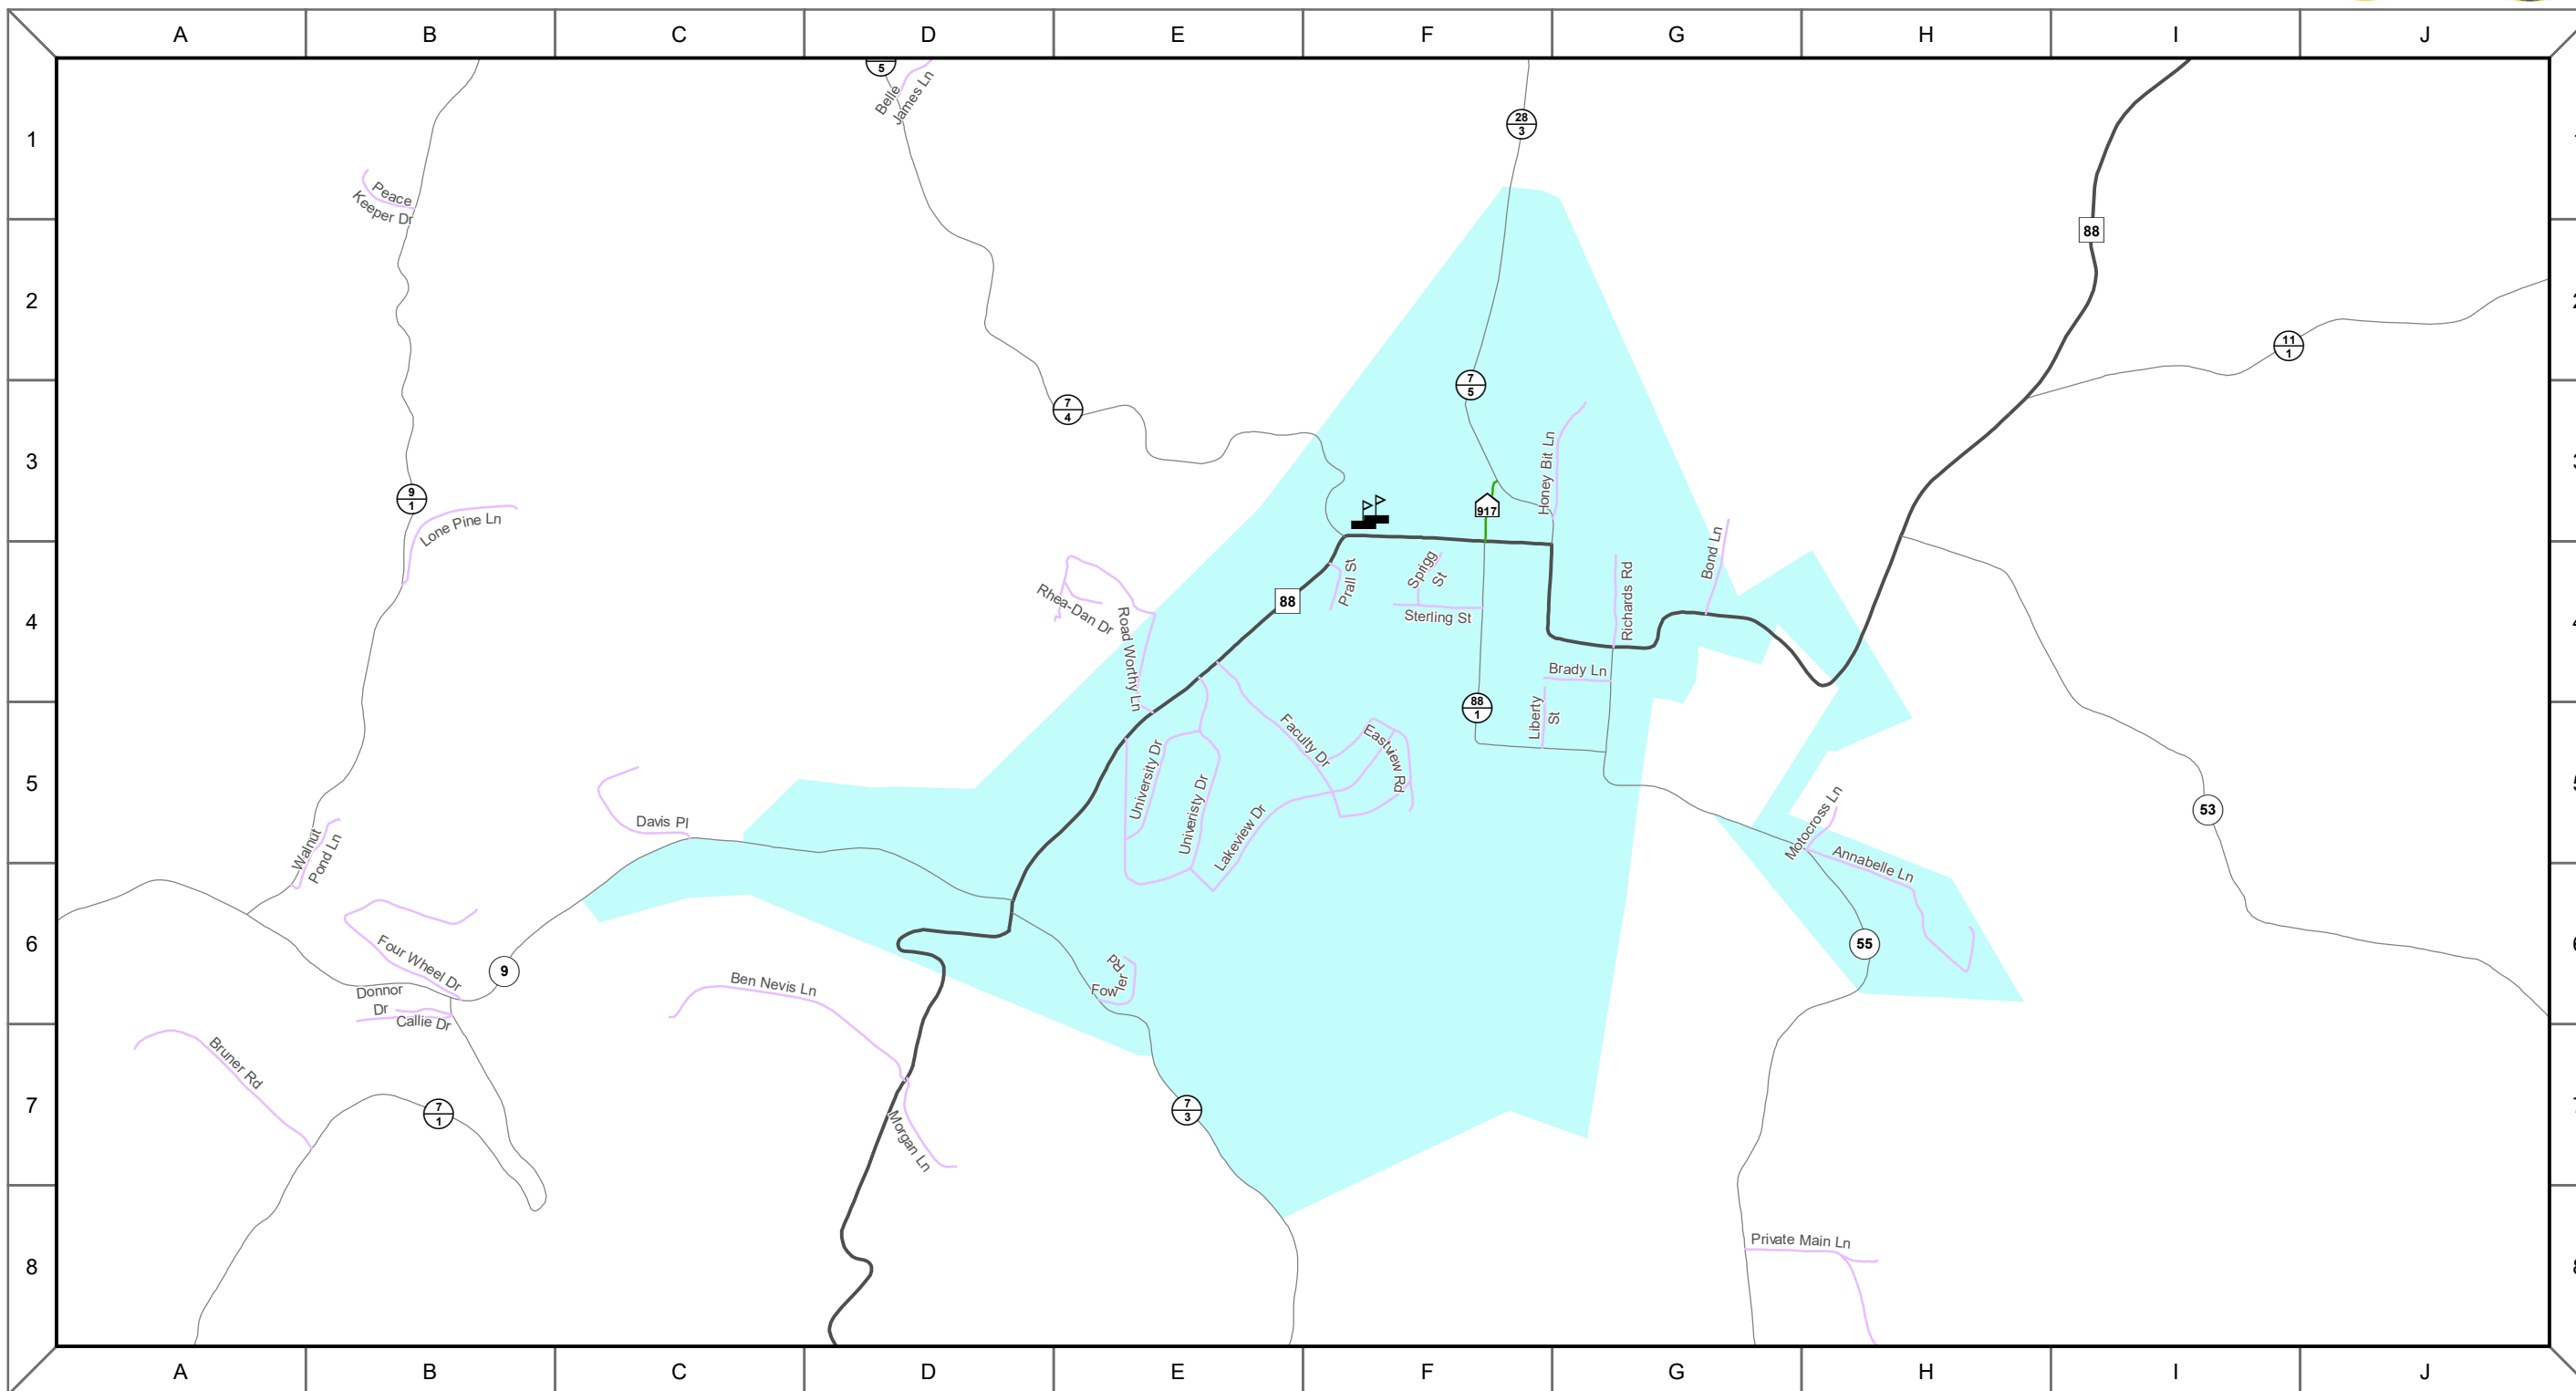 A B C D E F G H I J
5
Belle
James Ln
28
3
1
Peace
Keeper Dr
88
2
11
1
7
5
7
4
Honey Bit Ln
3
9
1
Lone Pine Ln
917
Bond Ln
Sprigg
St
Prall St
Richards Rd
Rhea-Dan Dr
88
Road Worthy Ln
Sterling St
4
Brady Ln
88
1
Liberty
St
Faculty Dr
Eastview Rd
University Dr
Univeristy Dr
Lakeview Dr
5
Davis Pl
53
Motocross Ln
Annabelle Ln
Walnut
Pond Ln
6
Four Wheel Dr
9
55
Fowler
Rd
Ben Nevis Ln
Donnor
Dr
Callie Dr
Bruner Rd
7
7
1
7
3
Morgan Ln
Private Main Ln
8
A B C D E F G H I J